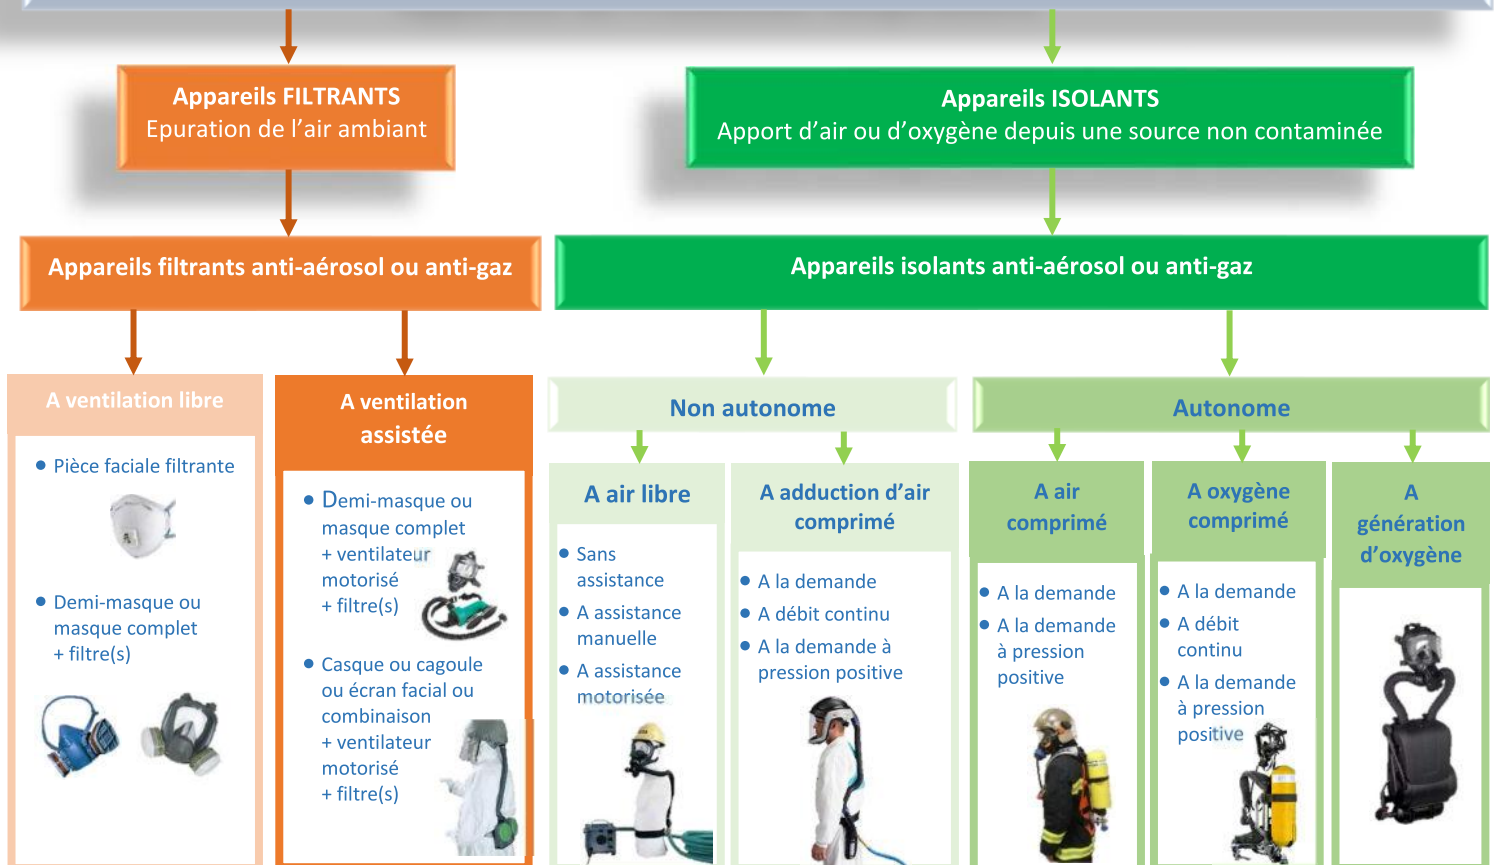 Appareils FILTRANTS
Epuration de l’air ambiant
Appareils ISOLANTS
Apport d’air ou d’oxygène depuis une source non contaminée
Appareils filtrants anti-aérosol ou anti-gaz
Appareils isolants anti-aérosol ou anti-gaz
A ventilation libre
• Pièce faciale filtrante
• Demi-masque ou
masque complet
+ filtre(s)
A ventilation
assistée
• Demi-masque ou
masque complet
+ ventilateur
motorisé
+ filtre(s)
• Casque ou cagoule
ou écran facial ou
combinaison
+ ventilateur
motorisé
+ filtre(s)
Non autonome
A air libre
• Sans
assistance
• A assistance
manuelle
• A assistance
motorisée
A adduction d’air
comprimé
• A la demande
• A débit continu
• A la demande à
pression positive
Autonome
A air
comprimé
• A la demande
• A la demande
à pression
positive
A oxygène
comprimé
• A la demande
• A débit
continu
• A la demande
à pression
positive
A
génération
d’oxygène